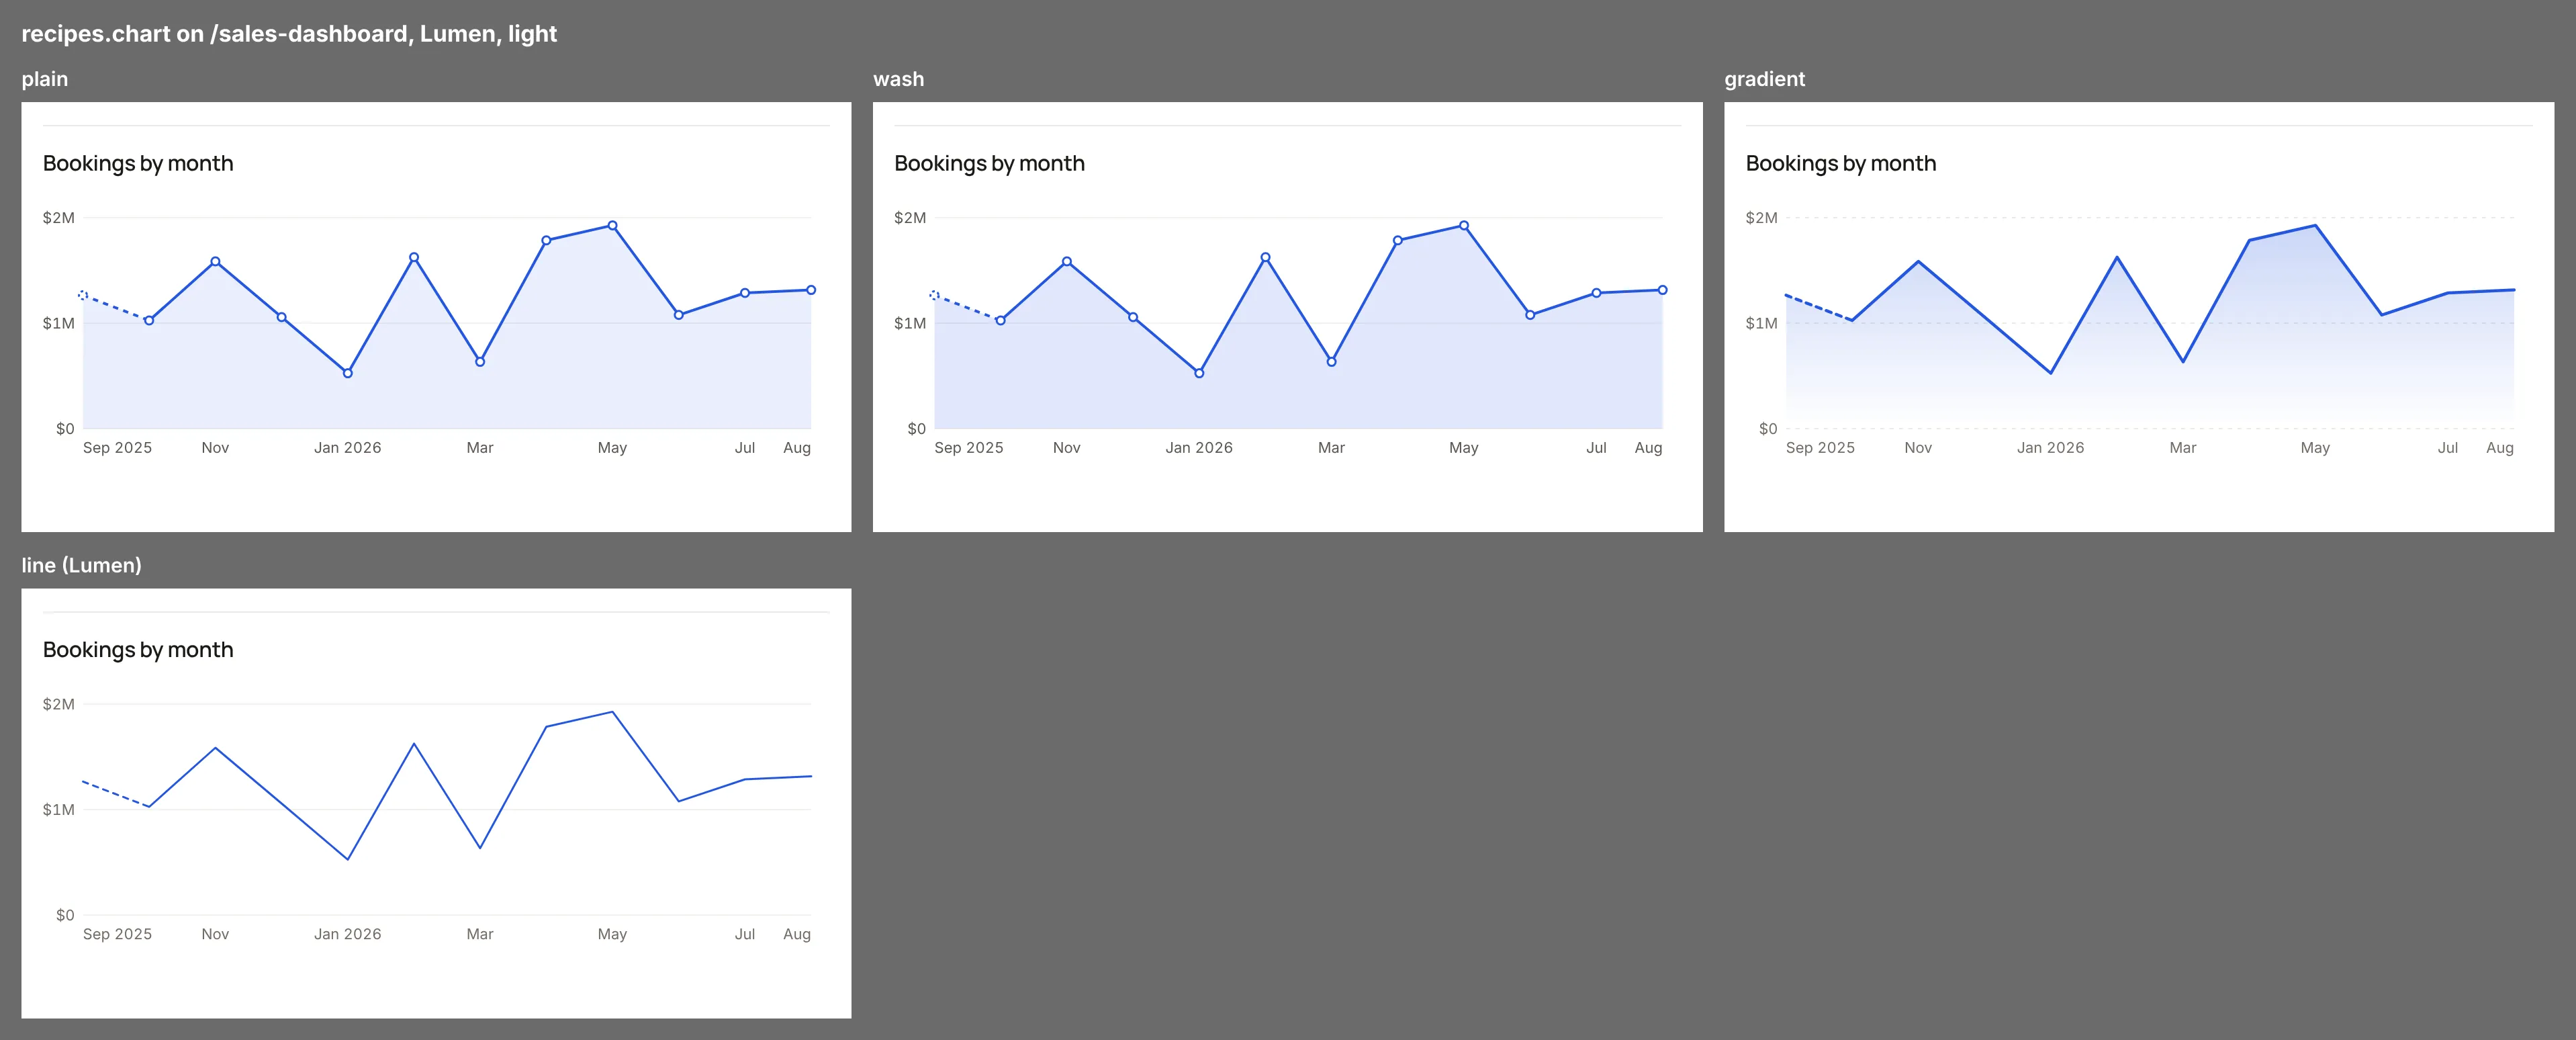 recipes.chart on /sales-dashboard, Lumen, light
plain
Bookings by month
$2M
$1M
$0
Sep 2025 Nov Jan 2026 Mar May Jul Aug
wash
Bookings by month
$2M
$1M
$0
Sep 2025 Nov Jan 2026 Mar May Jul Aug
gradient
Bookings by month
$2M
$1M
$0
Sep 2025 Nov Jan 2026 Mar May Jul Aug
line (Lumen)
Bookings by month
$2M
$1M
$0
Sep 2025 Nov Jan 2026 Mar May Jul Aug